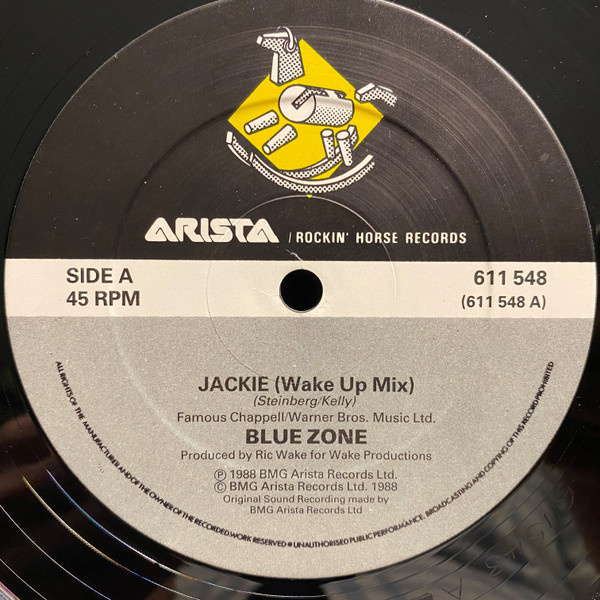 ARISTA / ROCKIN' HORSE RECORDS
SIDE A
45 RPM
611 548
(611 548 A)
JACKIE (Wake Up Mix)
(Steinberg/Kelly)
Famous Chappell/Warner Bros. Music Ltd.
BLUE ZONE
Produced by Ric Wake for Wake Productions
Ⓟ 1988 BMG Arista Records Ltd.
© BMG Arista Records Ltd. 1988
Original Sound Recording made by
BMG Arista Records Ltd
ALL RIGHTS OF THE MANUFACTURER AND OF THE OWNER OF THE RECORDED WORK RESERVED • UNAUTHORISED PUBLIC PERFORMANCE, BROADCASTING AND COPYING OF THIS RECORD PROHIBITED